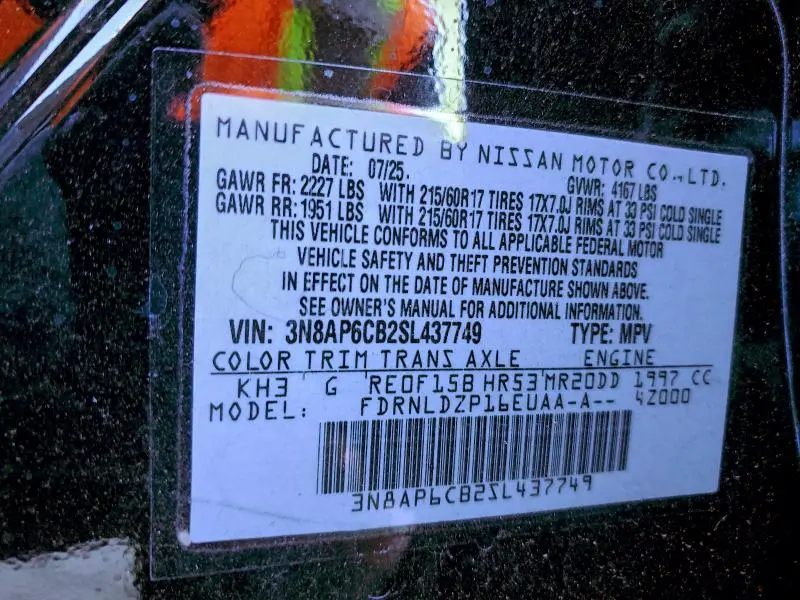 MANUFACTURED BY NISSAN MOTOR CO.,LTD.
DATE: 07/25. GVWR: 4167 LBS
GAWR FR: 2227 LBS WITH 215/60R17 TIRES 17X7.0J RIMS AT 33 PSI COLD SINGLE
GAWR RR: 1951 LBS WITH 215/60R17 TIRES 17X7.0J RIMS AT 33 PSI COLD SINGLE
THIS VEHICLE CONFORMS TO ALL APPLICABLE FEDERAL MOTOR
VEHICLE SAFETY AND THEFT PREVENTION STANDARDS
IN EFFECT ON THE DATE OF MANUFACTURE SHOWN ABOVE.
SEE OWNER'S MANUAL FOR ADDITIONAL INFORMATION.
VIN: 3N8AP6CB2SL437749 TYPE: MPV
COLOR TRIM TRANS AXLE ENGINE
KH3 G RE0F15B HR53 MR20DD 1997 CC
MODEL: FDRNLDZP16EUAA-A-- 4Z000
3N8AP6CB2SL437749